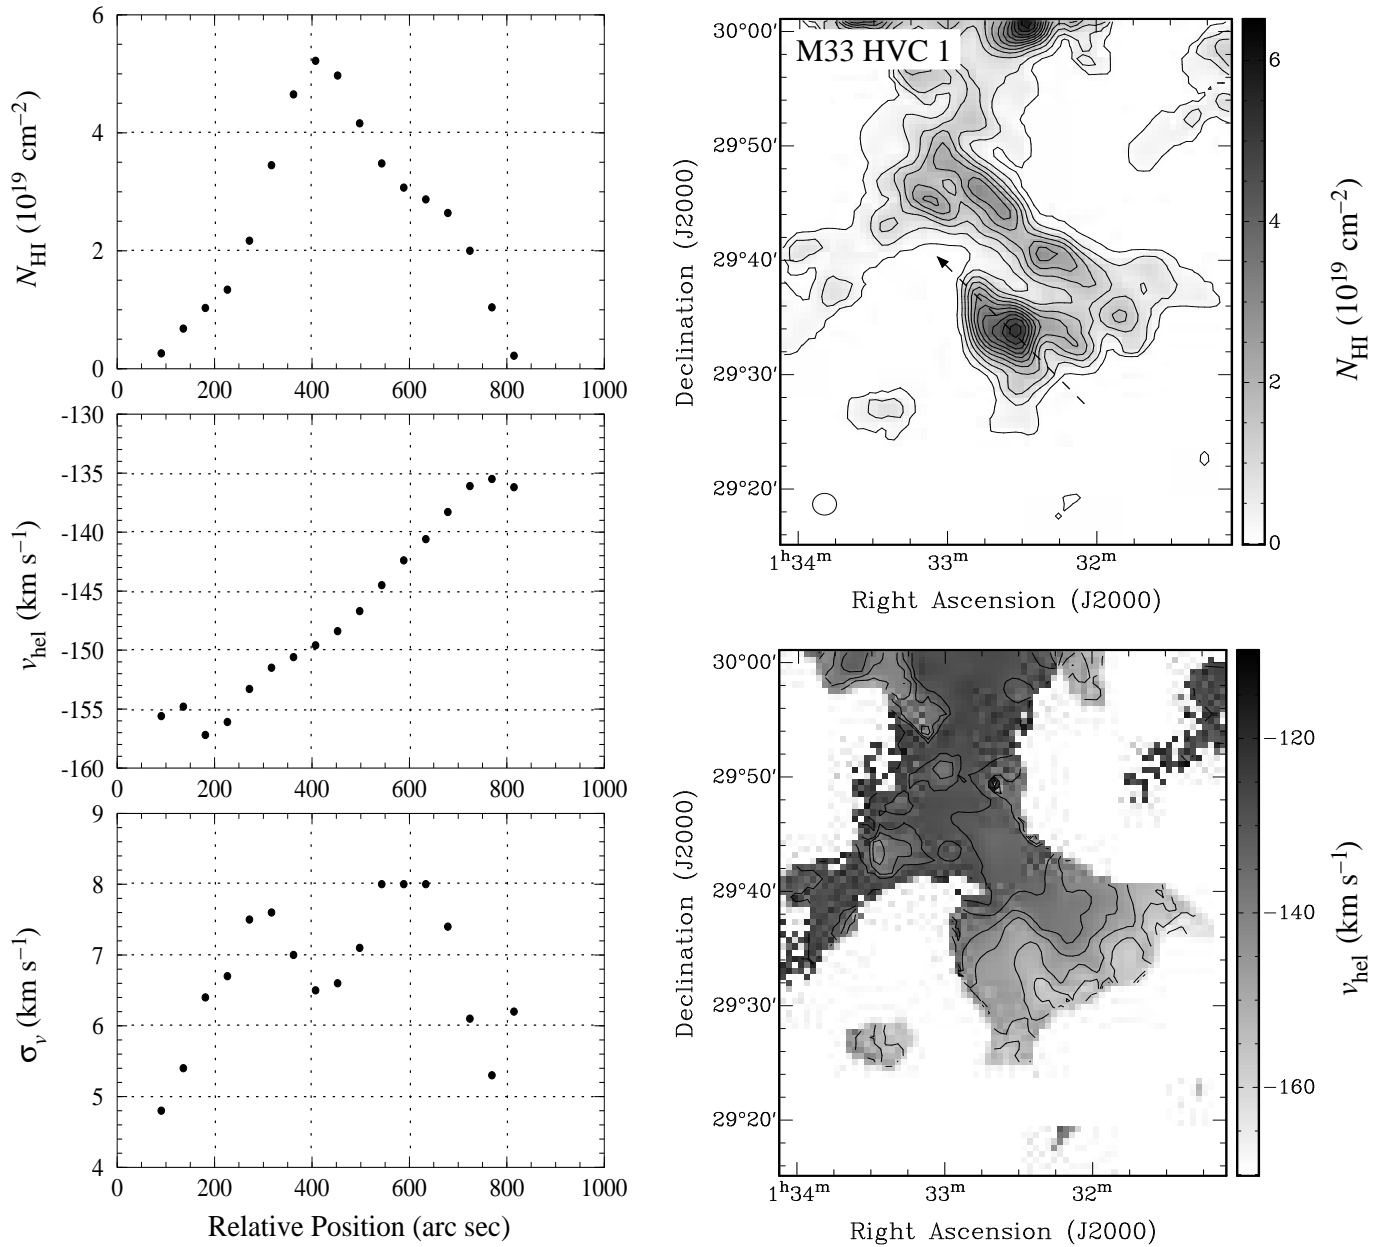 6
4
2
0
N_HI (10^19 cm^−2)
0 200 400 600 800 1000
-130
-135
-140
-145
-150
-155
-160
v_hel (km s^−1)
0 200 400 600 800 1000
9
8
7
6
5
4
σ_v (km s^−1)
0 200 400 600 800 1000
Relative Position (arc sec)
M33 HVC 1
30°00′
29°50′
29°40′
29°30′
29°20′
Declination (J2000)
1^h34^m 33^m 32^m
Right Ascension (J2000)
6
4
2
0
N_HI (10^19 cm^−2)
30°00′
29°50′
29°40′
29°30′
29°20′
Declination (J2000)
1^h34^m 33^m 32^m
Right Ascension (J2000)
−120
−140
−160
v_hel (km s^−1)